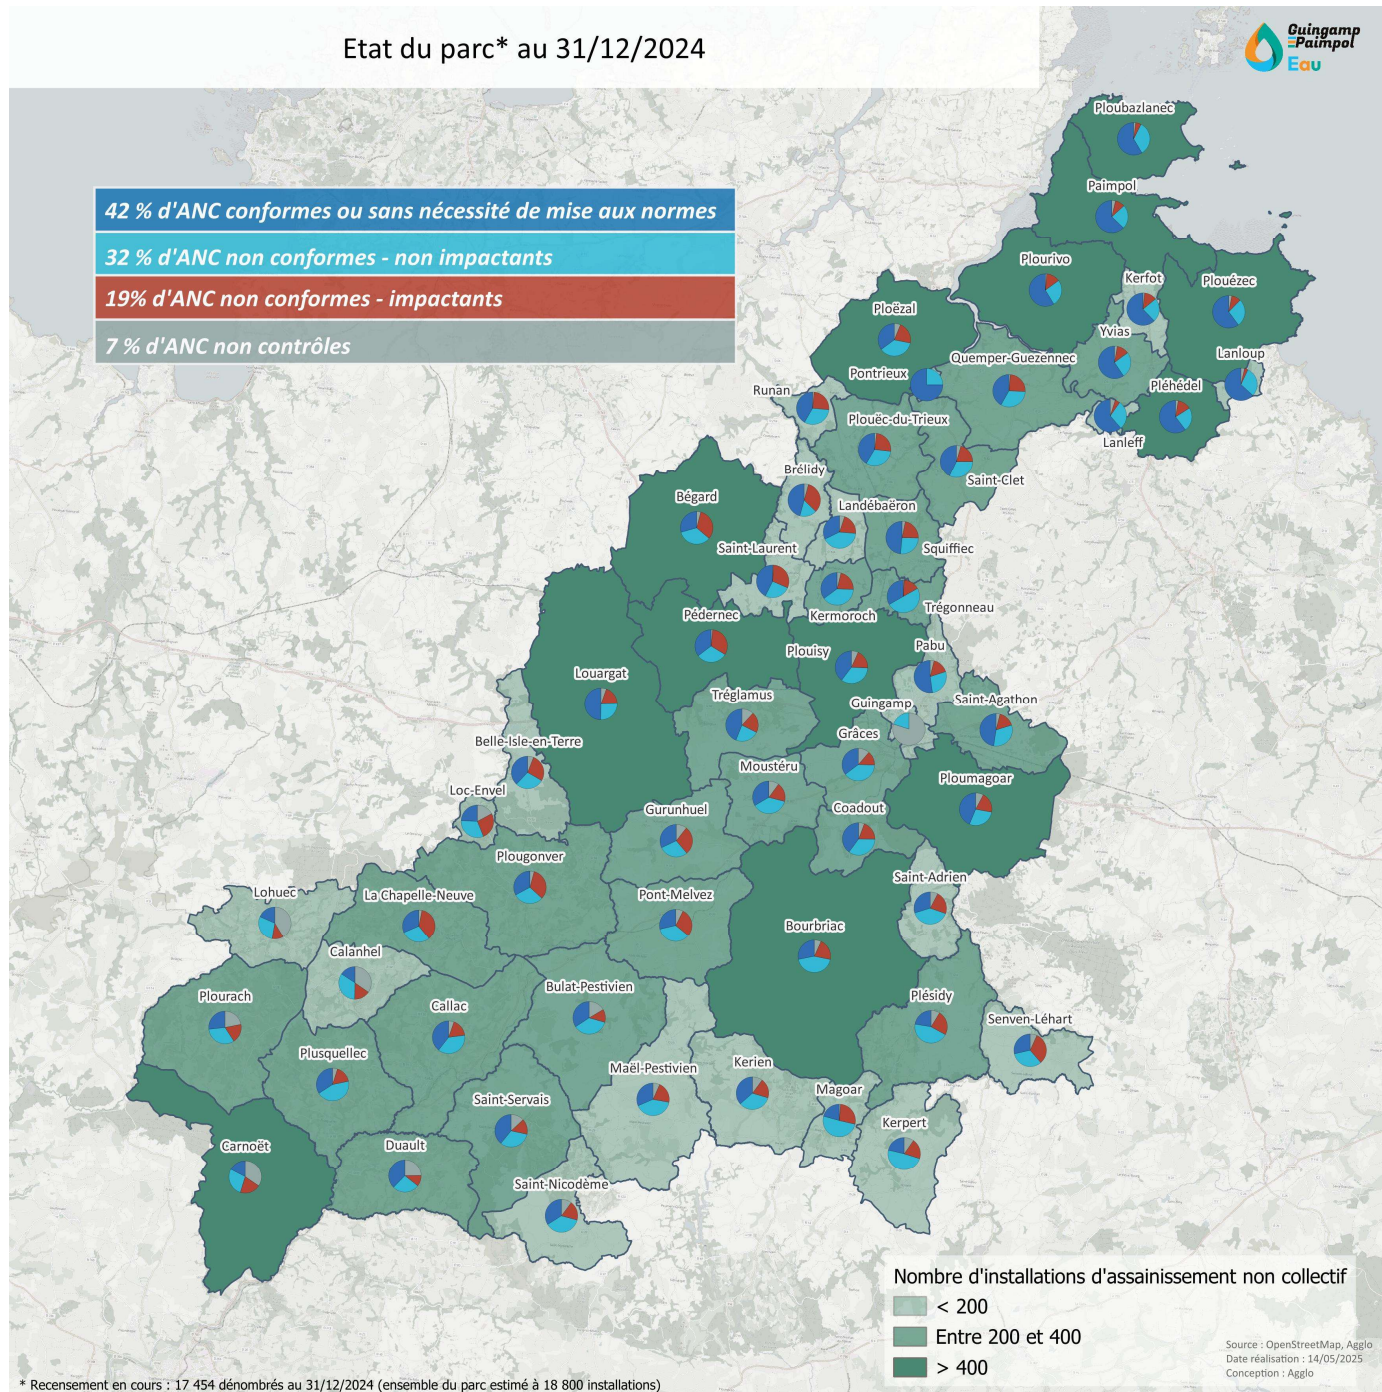 Etat du parc* au 31/12/2024
Guingamp
Paimpol
Eau
42 % d'ANC conformes ou sans nécessité de mise aux normes
32 % d'ANC non conformes - non impactants
19% d'ANC non conformes - impactants
7 % d'ANC non contrôles
Ploubazlanec
Paimpol
Plourivo
Kerfot
Plouézec
Ploëzal
Yvias
Lanloup
Quemper-Guezennec
Pontrieux
Pléhédel
Runan
Plouëc-du-Trieux
Lanleff
Brélidy
Saint-Clet
Bégard
Landébaëron
Saint-Laurent
Squiffiec
Pédernec
Kermoroch
Trégonneau
Plouisy
Pabu
Louargat
Tréglamus
Guingamp
Saint-Agathon
Grâces
Belle-Isle-en-Terre
Moustéru
Ploumagoar
Loc-Envel
Gurunhuel
Coadout
Plougonver
Saint-Adrien
Lohuec
La Chapelle-Neuve
Pont-Melvez
Bourbriac
Calanhel
Plourach
Callac
Bulat-Pestivien
Plésidy
Senven-Léhart
Plusquellec
Maël-Pestivien
Kerien
Magoar
Saint-Servais
Kerpert
Carnoët
Duault
Saint-Nicodème
Nombre d'installations d'assainissement non collectif
< 200
Entre 200 et 400
> 400
Source : OpenStreetMap, Agglo
Date réalisation : 14/05/2025
Conception : Agglo
* Recensement en cours : 17 454 dénombrés au 31/12/2024 (ensemble du parc estimé à 18 800 installations)